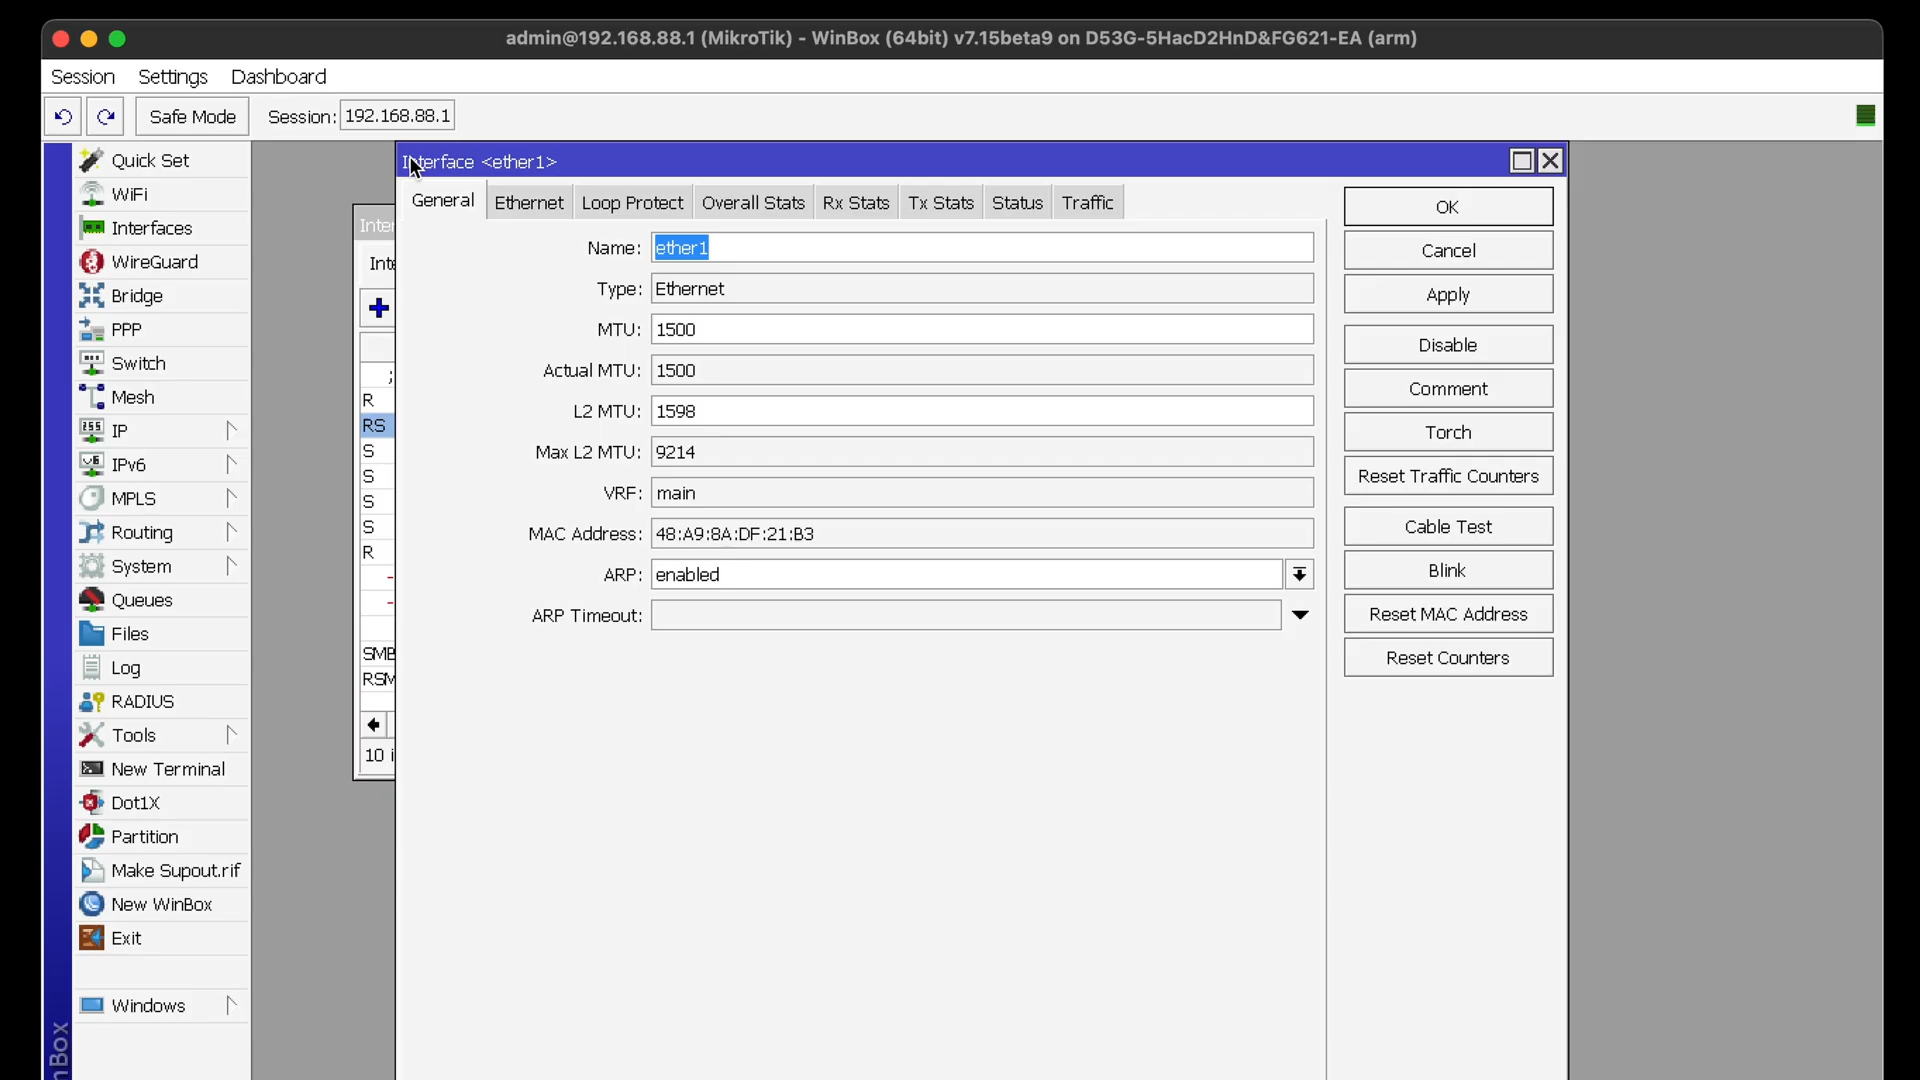 admin@192.168.88.1 (MikroTik) - WinBox (64bit) v7.15beta9 on D53G-5HacD2HnD&FG621-EA (arm)
Session Settings Dashboard
Safe Mode Session: 192.168.88.1
Quick Set
WiFi
Interfaces
WireGuard
Bridge
PPP
Switch
Mesh
IP
IPv6
MPLS
Routing
System
Queues
Files
Log
RADIUS
Tools
New Terminal
Dot1X
Partition
Make Supout.rif
New WinBox
Exit
Windows
R
RS
S
S
S
S
R
10
Interface <ether1>
General Ethernet Loop Protect Overall Stats Rx Stats Tx Stats Status Traffic
Name: ether1
Type: Ethernet
MTU: 1500
Actual MTU: 1500
L2 MTU: 1598
Max L2 MTU: 9214
VRF: main
MAC Address: 48:A9:8A:DF:21:B3
ARP: enabled
ARP Timeout:
OK
Cancel
Apply
Disable
Comment
Torch
Reset Traffic Counters
Cable Test
Blink
Reset MAC Address
Reset Counters